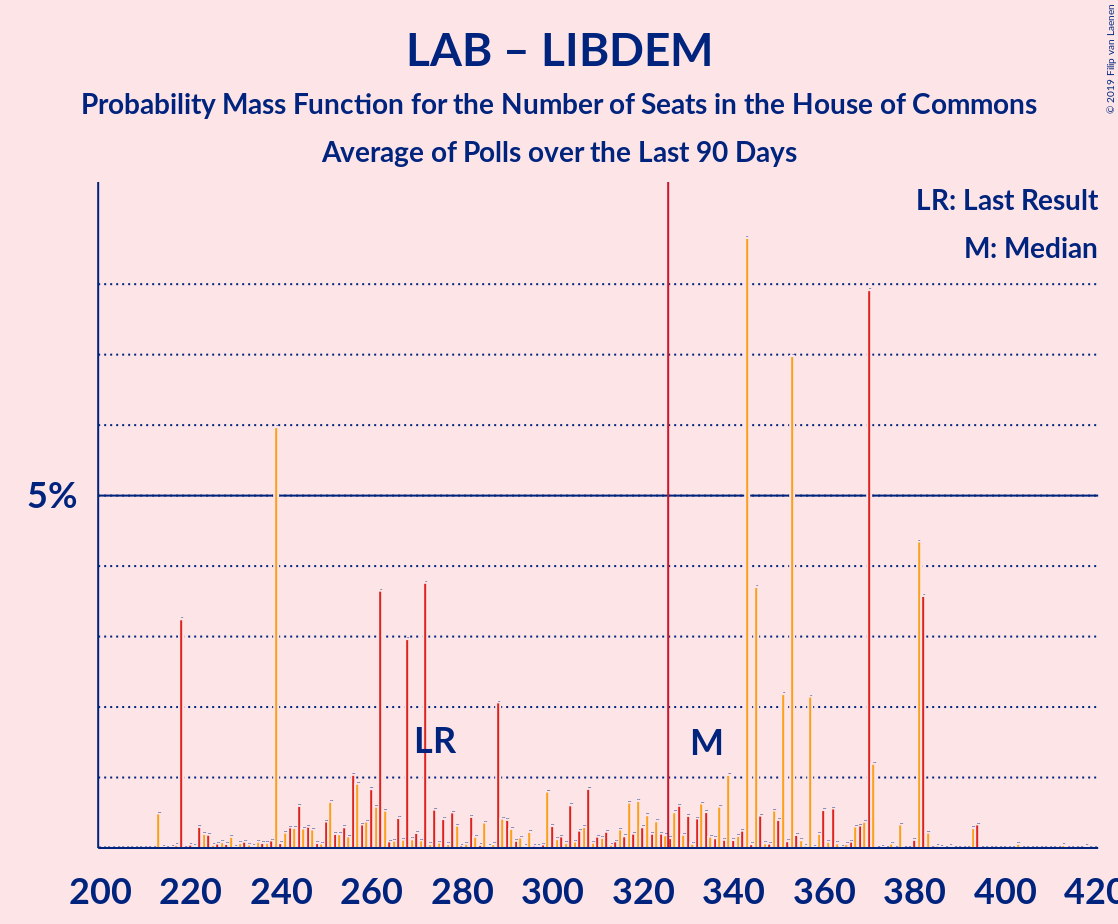 LAB – LIBDEM
Probability Mass Function for the Number of Seats in the House of Commons
Average of Polls over the Last 90 Days
© 2019 Filip van Laenen
LR: Last Result
M: Median
5%
LR
M
200 220 240 260 280 300 320 340 360 380 400 420